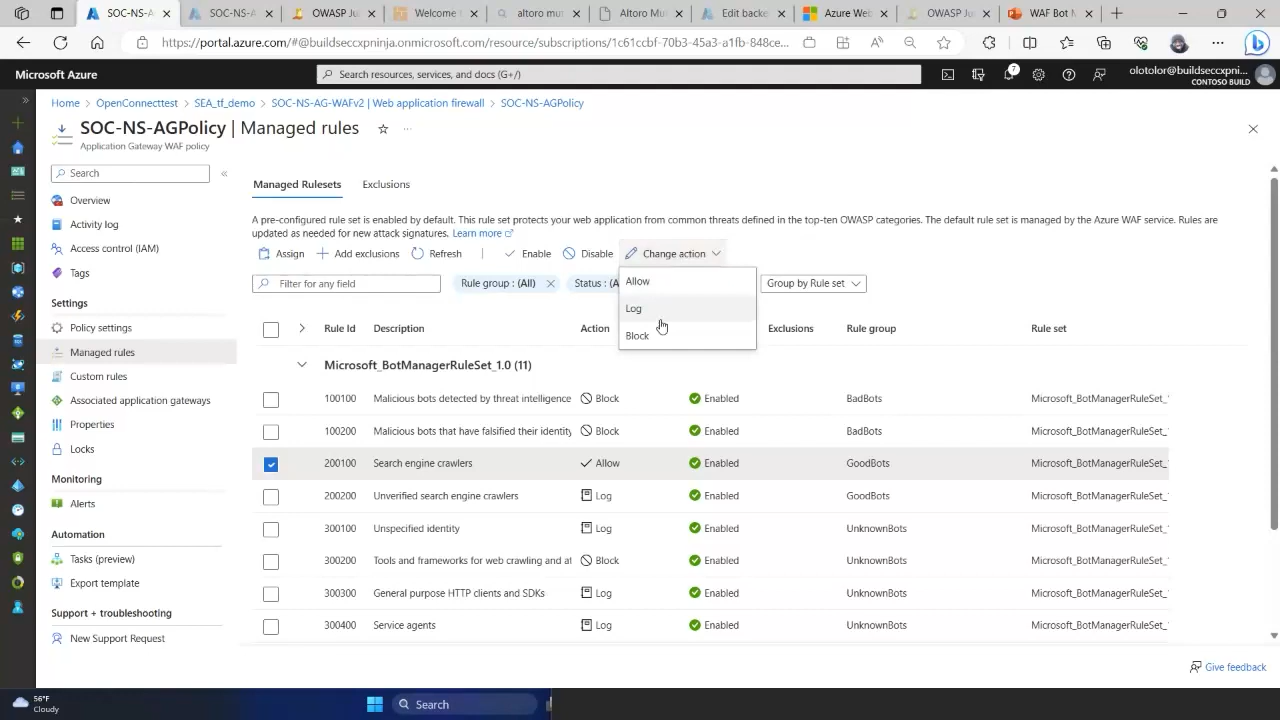 SOC-AN
SOC-A
OWASP Ju
Welcome
altoro mu
Altoro Mu
Edit backe
Azure Web
OWASP Ju
WAF Bot M
https://portal.azure.com/#@buildseccxpninja.onmicrosoft.com/resource/subscriptions/1c61ccbf-70b3-45a3-a1fb-848ce...
Microsoft Azure
Search resources, services, and docs (G+/)
7
olotolor@buildseccxpni...
CONTOSO BUILD
Home > OpenConnecttest > SEA_tf_demo > SOC-NS-AG-WAFv2 | Web application firewall > SOC-NS-AGPolicy
SOC-NS-AGPolicy | Managed rules
Application Gateway WAF policy
Search
Overview
Activity log
Access control (IAM)
Tags
Settings
Policy settings
Managed rules
Custom rules
Associated application gateways
Properties
Locks
Monitoring
Alerts
Automation
Tasks (preview)
Export template
Support + troubleshooting
New Support Request
Managed Rulesets Exclusions
A pre-configured rule set is enabled by default. This rule set protects your web application from common threats defined in the top-ten OWASP categories. The default rule set is managed by the Azure WAF service. Rules are
updated as needed for new attack signatures. Learn more
Assign Add exclusions Refresh Enable Disable Change action
Allow
Log
Block
Filter for any field Rule group : (All) Status : (A Group by Rule set
Rule Id Description Action Exclusions Rule group Rule set
Microsoft_BotManagerRuleSet_1.0 (11)
100100 Malicious bots detected by threat intelligence Block Enabled BadBots Microsoft_BotManagerRuleSet_
100200 Malicious bots that have falsified their identity Block Enabled BadBots Microsoft_BotManagerRuleSet_
200100 Search engine crawlers Allow Enabled GoodBots Microsoft_BotManagerRuleSet_
200200 Unverified search engine crawlers Log Enabled GoodBots Microsoft_BotManagerRuleSet_
300100 Unspecified identity Log Enabled UnknownBots Microsoft_BotManagerRuleSet_
300200 Tools and frameworks for web crawling and at Block Enabled UnknownBots Microsoft_BotManagerRuleSet_
300300 General purpose HTTP clients and SDKs Log Enabled UnknownBots Microsoft_BotManagerRuleSet_
300400 Service agents Log Enabled UnknownBots Microsoft_BotManagerRuleSet_
Give feedback
56°F
Cloudy
Search